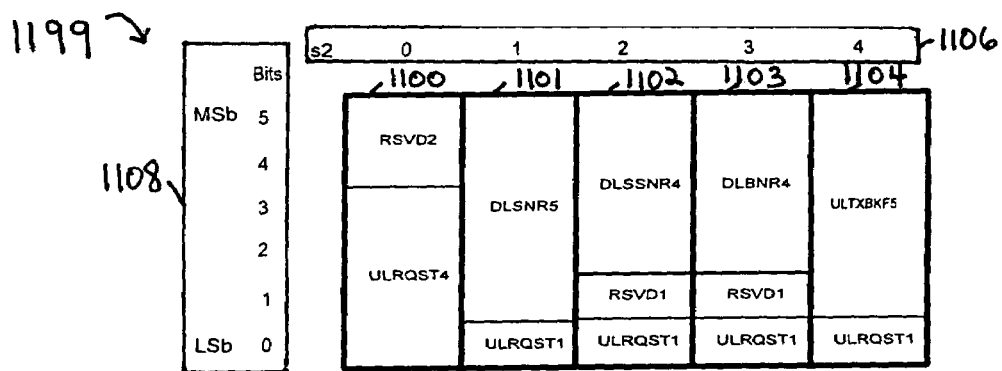 1199
s2 0 1 2 3 4 1106
Bits 1100 1101 1102 1103 1104
MSb 5
RSVD2
4
1108
DLSNR5 DLSSNR4 DLBNR4 ULTXBKF5
3
2
ULRQST4
1 RSVD1 RSVD1
LSb 0 ULRQST1 ULRQST1 ULRQST1 ULRQST1